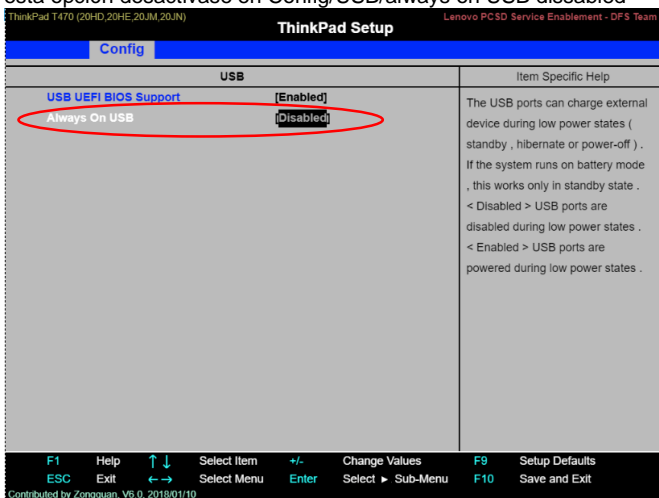 esta opción desactivase en Config/USB/always on USB dissabled
ThinkPad T470 (20HD,20HE,20JM,20JN)
ThinkPad Setup
Lenovo PCSD Service Enablement - DFS Team
Config
USB
Item Specific Help
USB UEFI BIOS Support [Enabled]
Always On USB [Disabled]
The USB ports can charge external
device during low power states (
standby , hibernate or power-off ) .
If the system runs on battery mode
, this works only in standby state .
< Disabled > USB ports are
disabled during low power states .
< Enabled > USB ports are
powered during low power states .
F1 Help ↑↓ Select Item +/- Change Values F9 Setup Defaults
ESC Exit ←→ Select Menu Enter Select ► Sub-Menu F10 Save and Exit
Contributed by Zongquan. V6.0, 2018/01/10